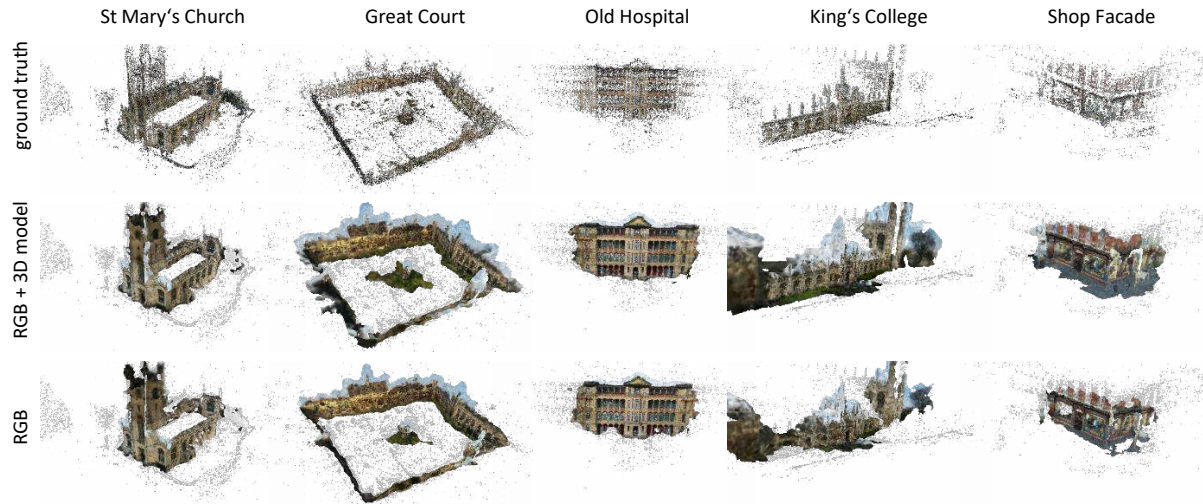 St Mary‘s Church
Great Court
Old Hospital
King‘s College
Shop Facade
ground truth
RGB + 3D model
RGB